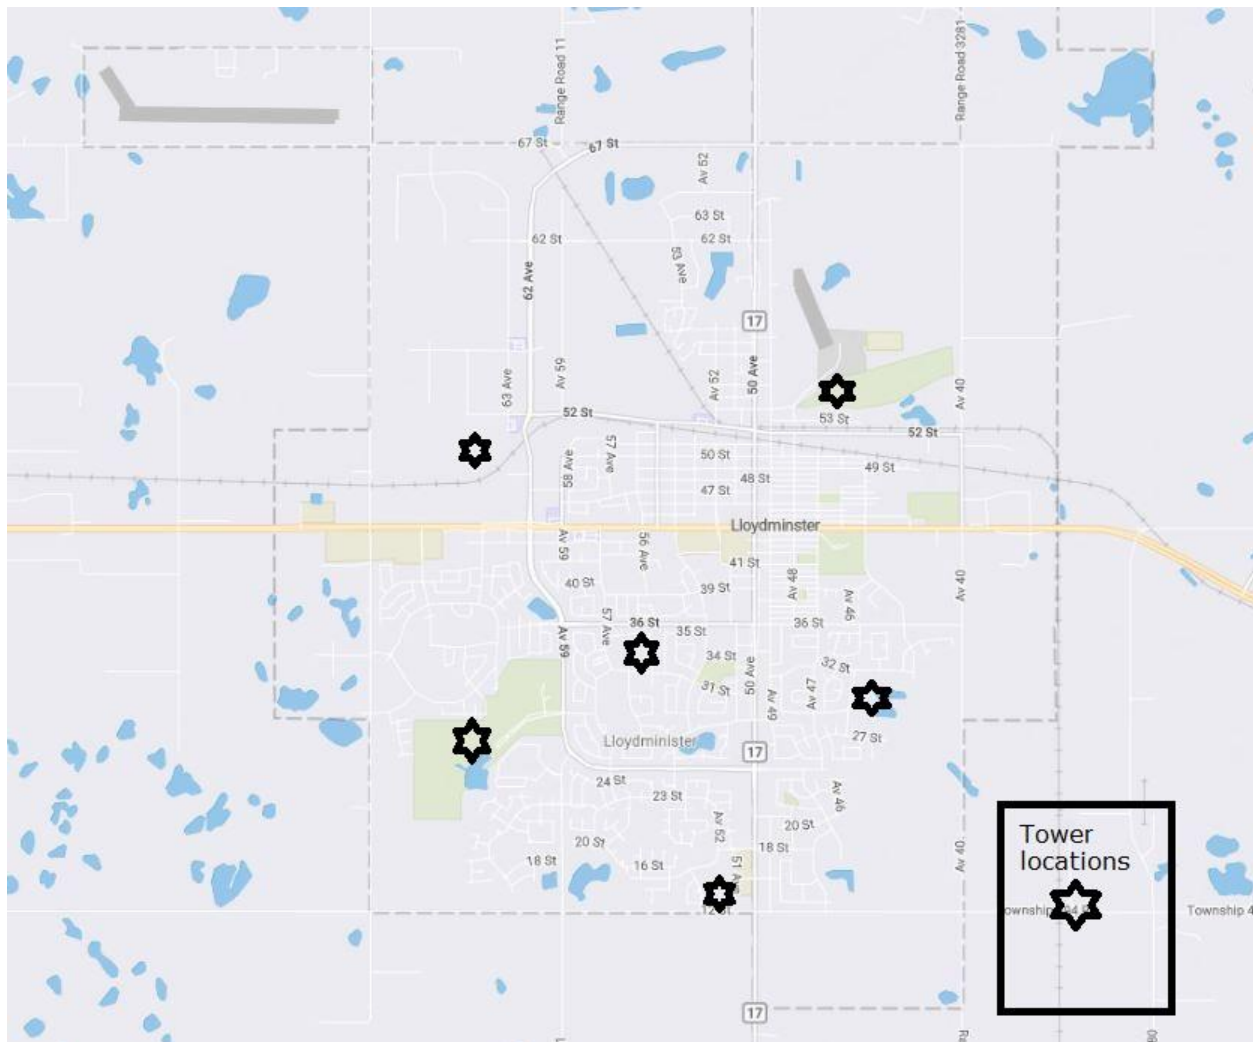 Range Road 11
Range Road 3281
67 St
67 St
Av 52
63 St
62 St
62 St
53 Ave
62 Ave
17
63 Ave
Av 59
Av 52
50 Ave
Av 40
52 St
53 St
52 St
57 Ave
58 Ave
50 St
49 St
48 St
47 St
Lloydminster
Av 59
56 Ave
41 St
40 St
39 St
Av 48
Av 46
Av 40
57 Ave
36 St
35 St
36 St
Av 59
34 St
32 St
31 St
50 Ave
Av 49
Av 47
Lloydminister
27 St
17
24 St
23 St
Av 46
Av 52
20 St
20 St
18 St
18 St
16 St
51 Ave
Av 40
12 St
Tower
locations
Township 4
17